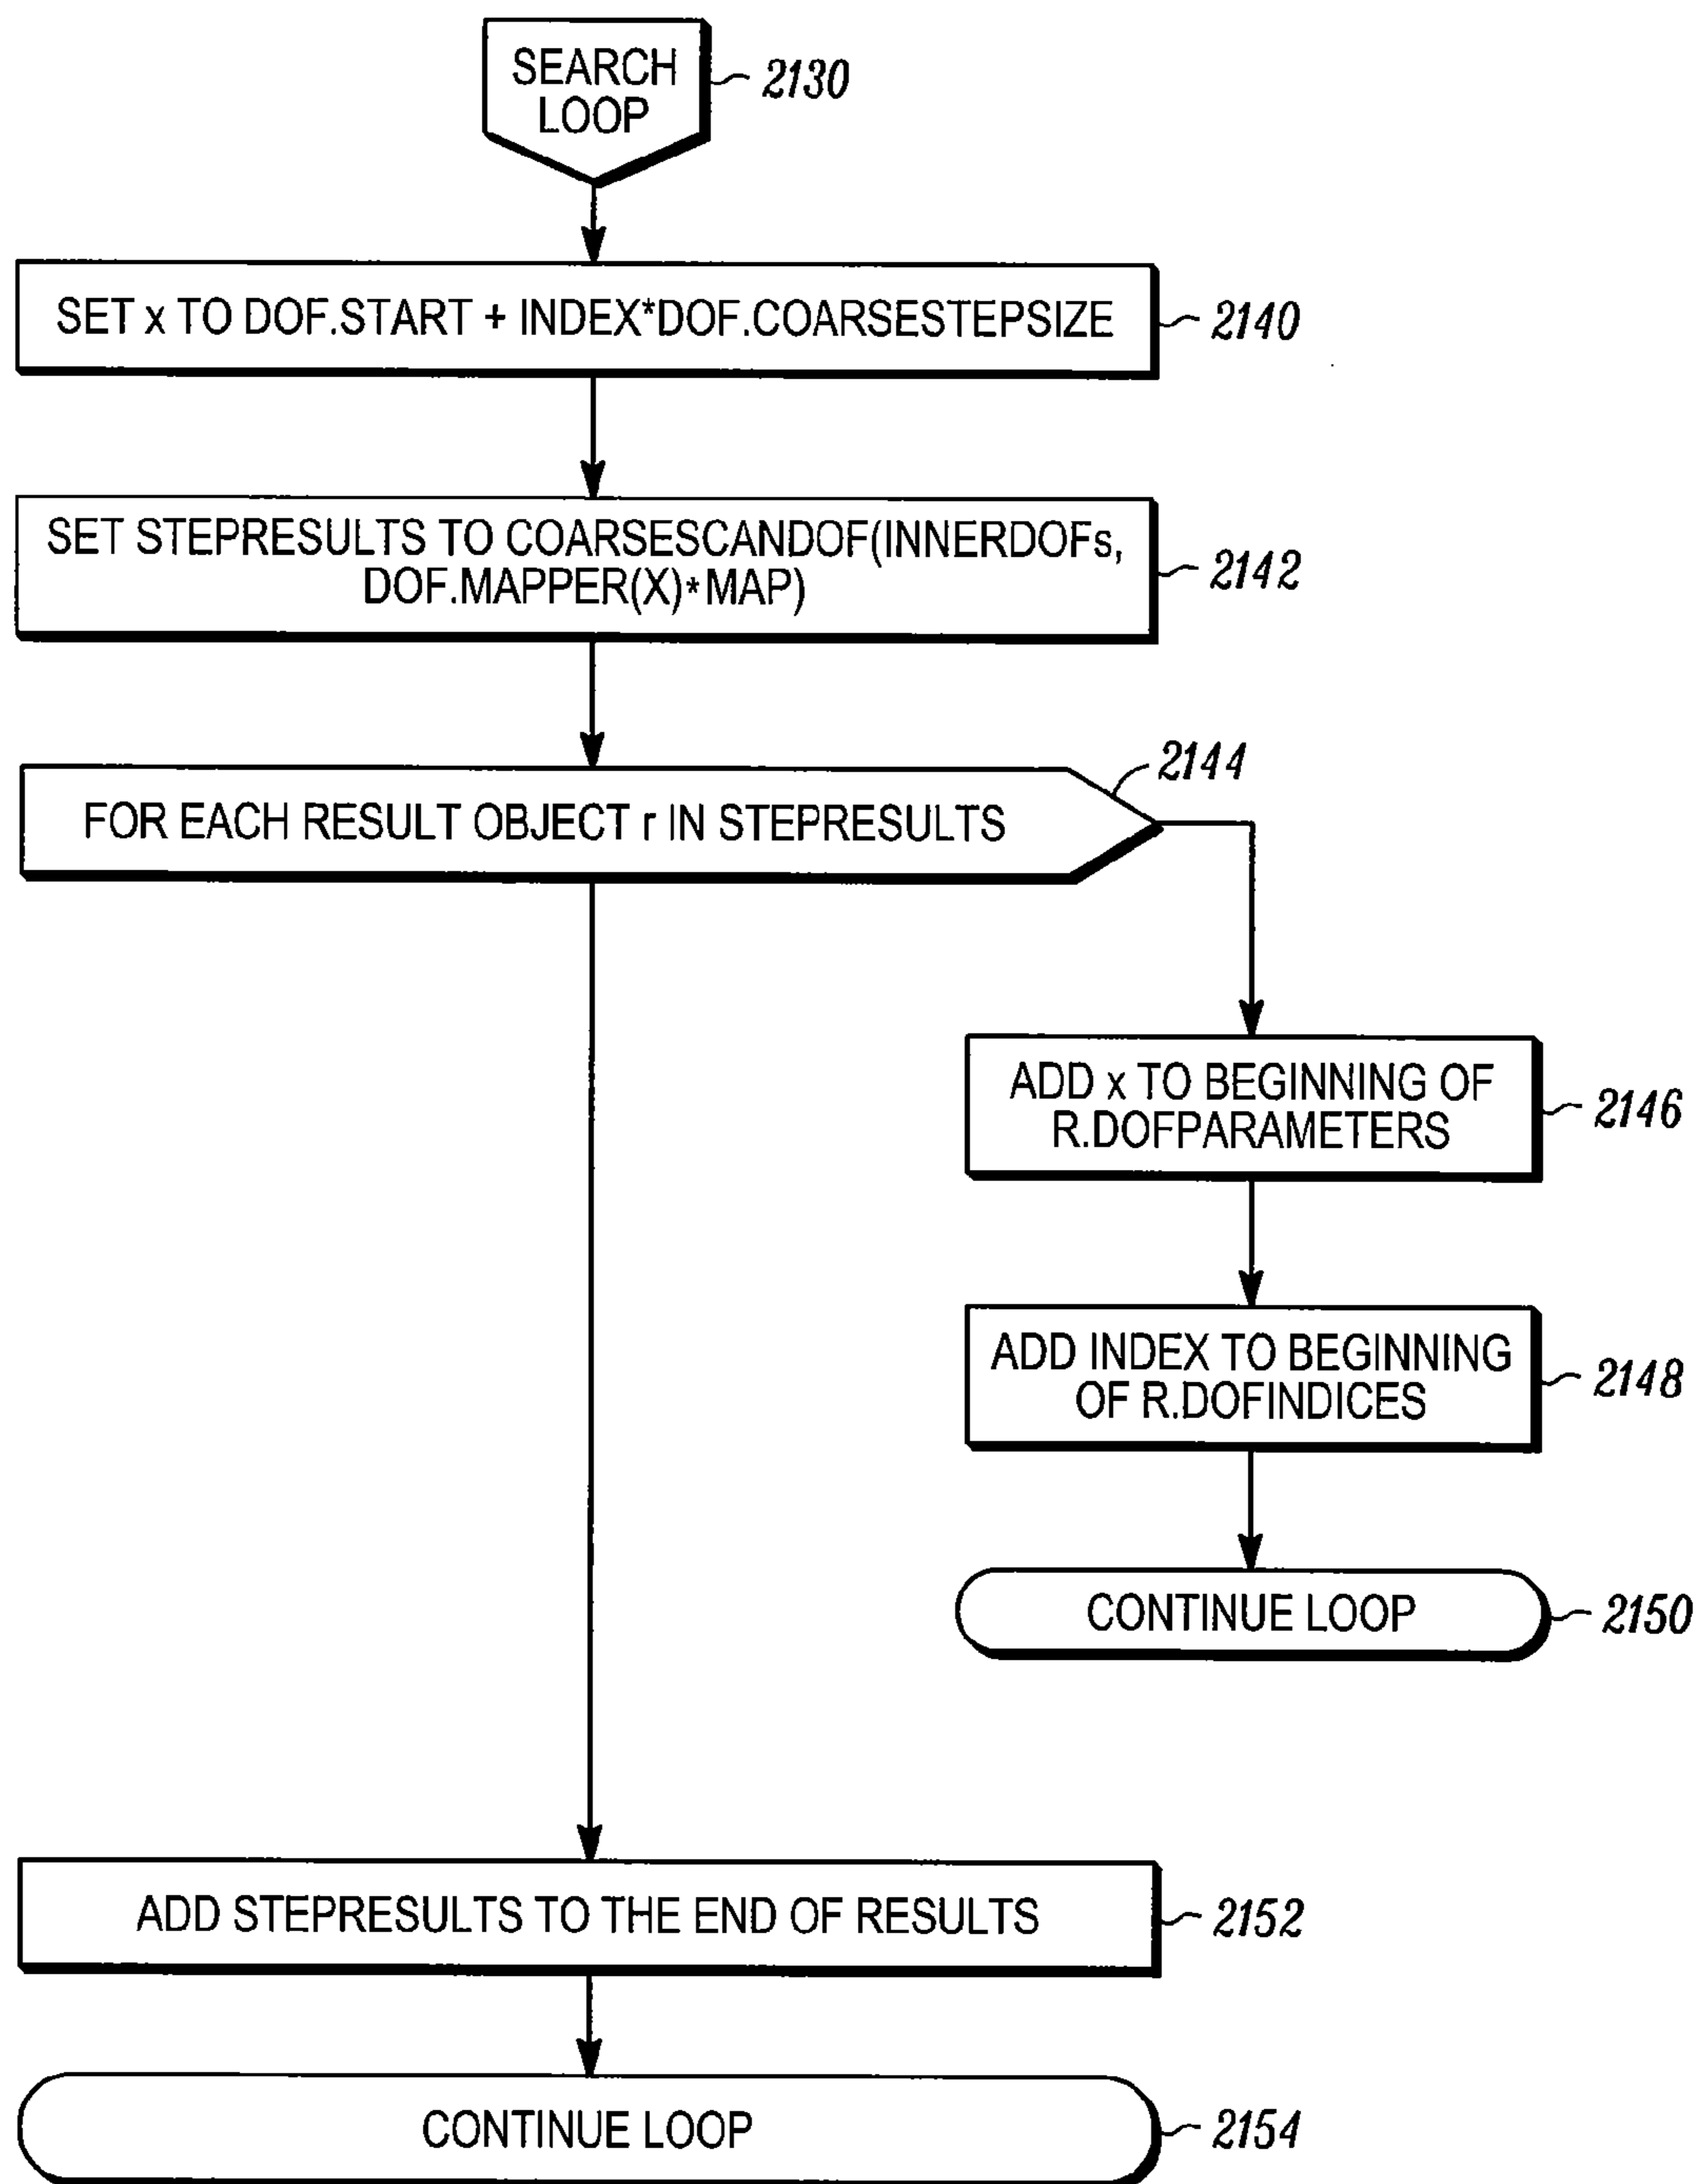 SEARCH
LOOP
2130
SET x TO DOF.START + INDEX*DOF.COARSESTEPSIZE
2140
SET STEPRESULTS TO COARSESCANDOF(INNERDOFs,
DOF.MAPPER(X)*MAP)
2142
2144
FOR EACH RESULT OBJECT r IN STEPRESULTS
ADD x TO BEGINNING OF
R.DOFPARAMETERS
2146
ADD INDEX TO BEGINNING
OF R.DOFINDICES
2148
CONTINUE LOOP
2150
ADD STEPRESULTS TO THE END OF RESULTS
2152
CONTINUE LOOP
2154